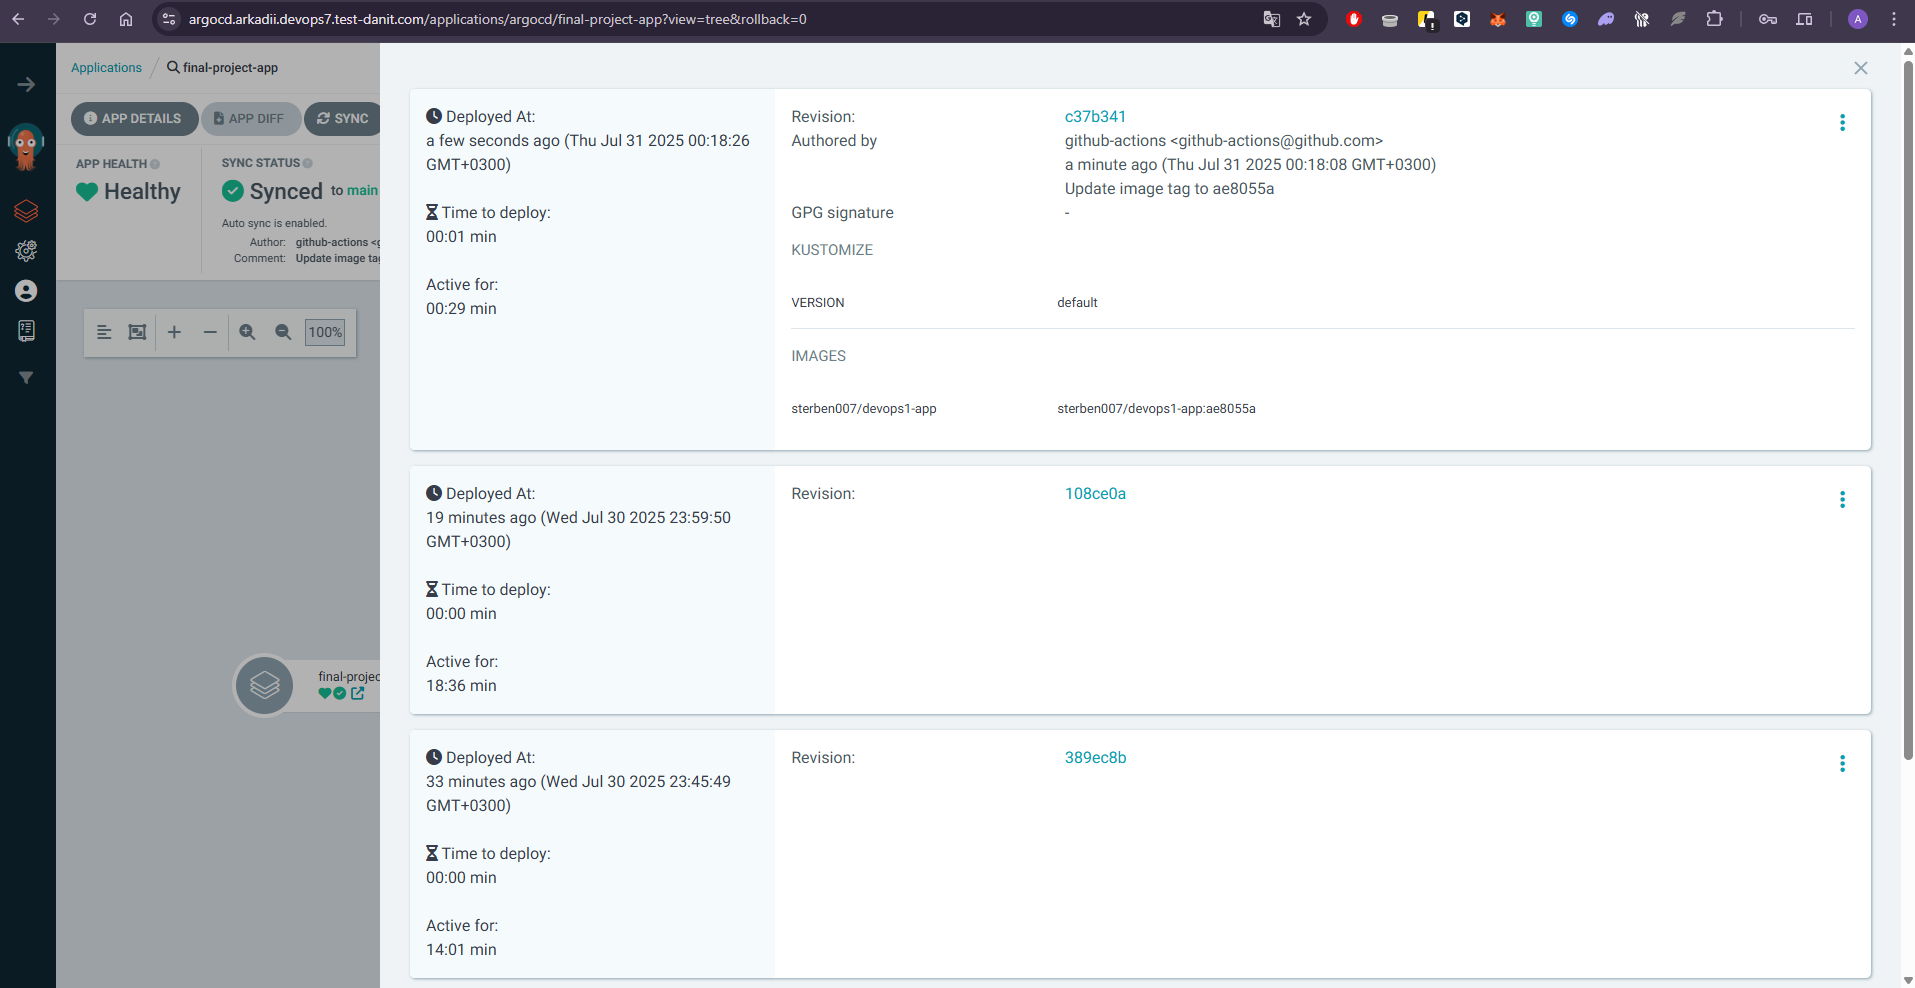 argocd.arkadii.devops7.test-danit.com/applications/argocd/final-project-app?view=tree&rollback=0
A
Applications / final-project-app
APP DETAILS
APP DIFF
SYNC
APP HEALTH
Healthy
SYNC STATUS
Synced to main
Auto sync is enabled.
Author: github-actions <g
Comment: Update image tag
100%
final-projec
Deployed At:
a few seconds ago (Thu Jul 31 2025 00:18:26
GMT+0300)
Time to deploy:
00:01 min
Active for:
00:29 min
Revision: c37b341
Authored by github-actions <github-actions@github.com>
a minute ago (Thu Jul 31 2025 00:18:08 GMT+0300)
Update image tag to ae8055a
GPG signature -
KUSTOMIZE
VERSION default
IMAGES
sterben007/devops1-app sterben007/devops1-app:ae8055a
Deployed At:
19 minutes ago (Wed Jul 30 2025 23:59:50
GMT+0300)
Time to deploy:
00:00 min
Active for:
18:36 min
Revision: 108ce0a
Deployed At:
33 minutes ago (Wed Jul 30 2025 23:45:49
GMT+0300)
Time to deploy:
00:00 min
Active for:
14:01 min
Revision: 389ec8b